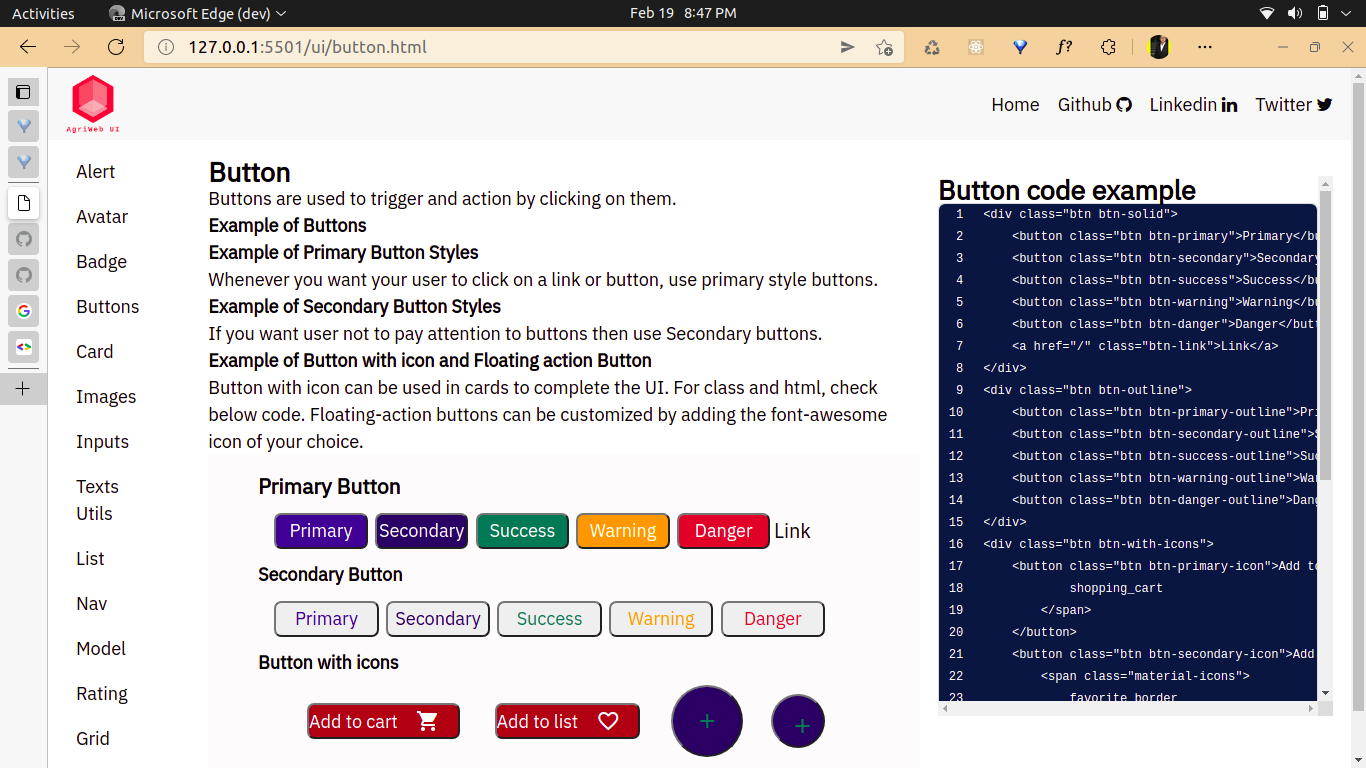 Activities
Microsoft Edge (dev)
Feb 19 8:47 PM
127.0.0.1:5501/ui/button.html
f?
AgriWeb UI
Home Github Linkedin in Twitter
Alert
Avatar
Badge
Buttons
Card
Images
Inputs
Texts
Utils
List
Nav
Model
Rating
Grid
Button
Buttons are used to trigger and action by clicking on them.
Example of Buttons
Example of Primary Button Styles
Whenever you want your user to click on a link or button, use primary style buttons.
Example of Secondary Button Styles
If you want user not to pay attention to buttons then use Secondary buttons.
Example of Button with icon and Floating action Button
Button with icon can be used in cards to complete the UI. For class and html, check
below code. Floating-action buttons can be customized by adding the font-awesome
icon of your choice.
Primary Button
Primary Secondary Success Warning Danger Link
Secondary Button
Primary Secondary Success Warning Danger
Button with icons
Add to cart Add to list + +
Button code example
1 <div class="btn btn-solid">
2 <button class="btn btn-primary">Primary</bu
3 <button class="btn btn-secondary">Secondary
4 <button class="btn btn-success">Success</bu
5 <button class="btn btn-warning">Warning</bu
6 <button class="btn btn-danger">Danger</butt
7 <a href="/" class="btn-link">Link</a>
8 </div>
9 <div class="btn btn-outline">
10 <button class="btn btn-primary-outline">Pri
11 <button class="btn btn-secondary-outline">S
12 <button class="btn btn-success-outline">Suc
13 <button class="btn btn-warning-outline">War
14 <button class="btn btn-danger-outline">Dang
15 </div>
16 <div class="btn btn-with-icons">
17 <button class="btn btn-primary-icon">Add to
18 shopping_cart
19 </span>
20 </button>
21 <button class="btn btn-secondary-icon">Add
22 <span class="material-icons">
23 favorite_border